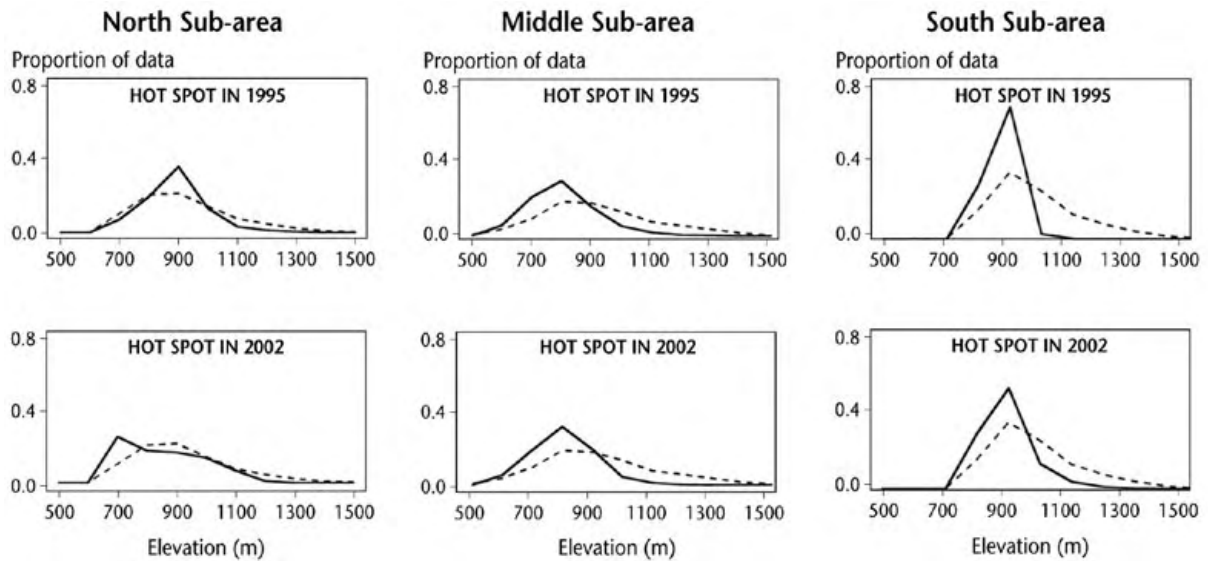 North Sub-area
Proportion of data
HOT SPOT IN 1995
0.8
0.4
0.0
500 700 900 1100 1300 1500
Middle Sub-area
Proportion of data
HOT SPOT IN 1995
0.8
0.4
0.0
500 700 900 1100 1300 1500
South Sub-area
HOT SPOT IN 1995
0.8
0.4
0.0
500 700 900 1100 1300 1500
HOT SPOT IN 2002
0.8
0.4
0.0
500 700 900 1100 1300 1500
Elevation (m)
HOT SPOT IN 2002
0.8
0.4
0.0
500 700 900 1100 1300 1500
Elevation (m)
HOT SPOT IN 2002
0.8
0.4
0.0
500 700 900 1100 1300 1500
Elevation (m)